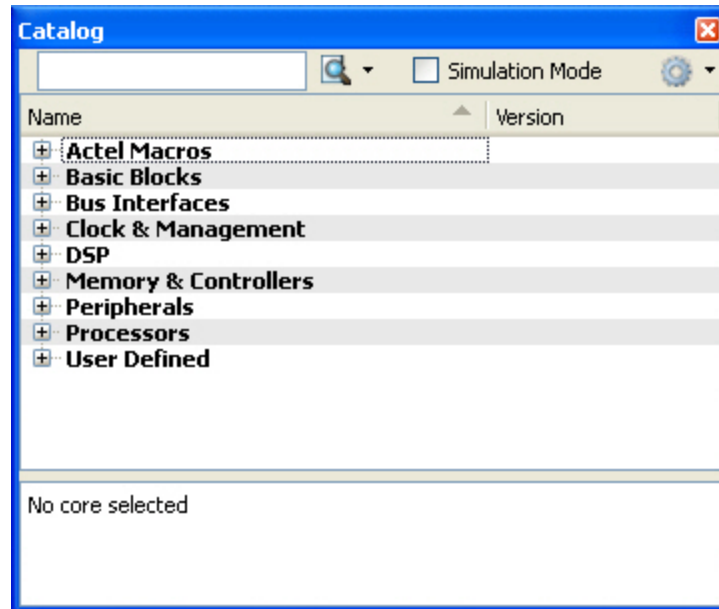 Catalog
Simulation Mode
Name Version
Actel Macros
Basic Blocks
Bus Interfaces
Clock & Management
DSP
Memory & Controllers
Peripherals
Processors
User Defined
No core selected